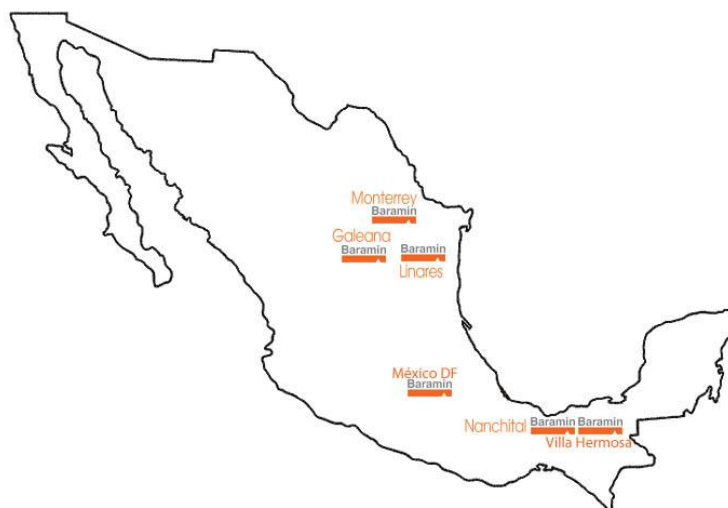 Monterrey
Baramin
Galeana
Baramin
Baramin
Linares
México DF
Baramin
Nanchital
Baramin
Baramin
Villa Hermosa